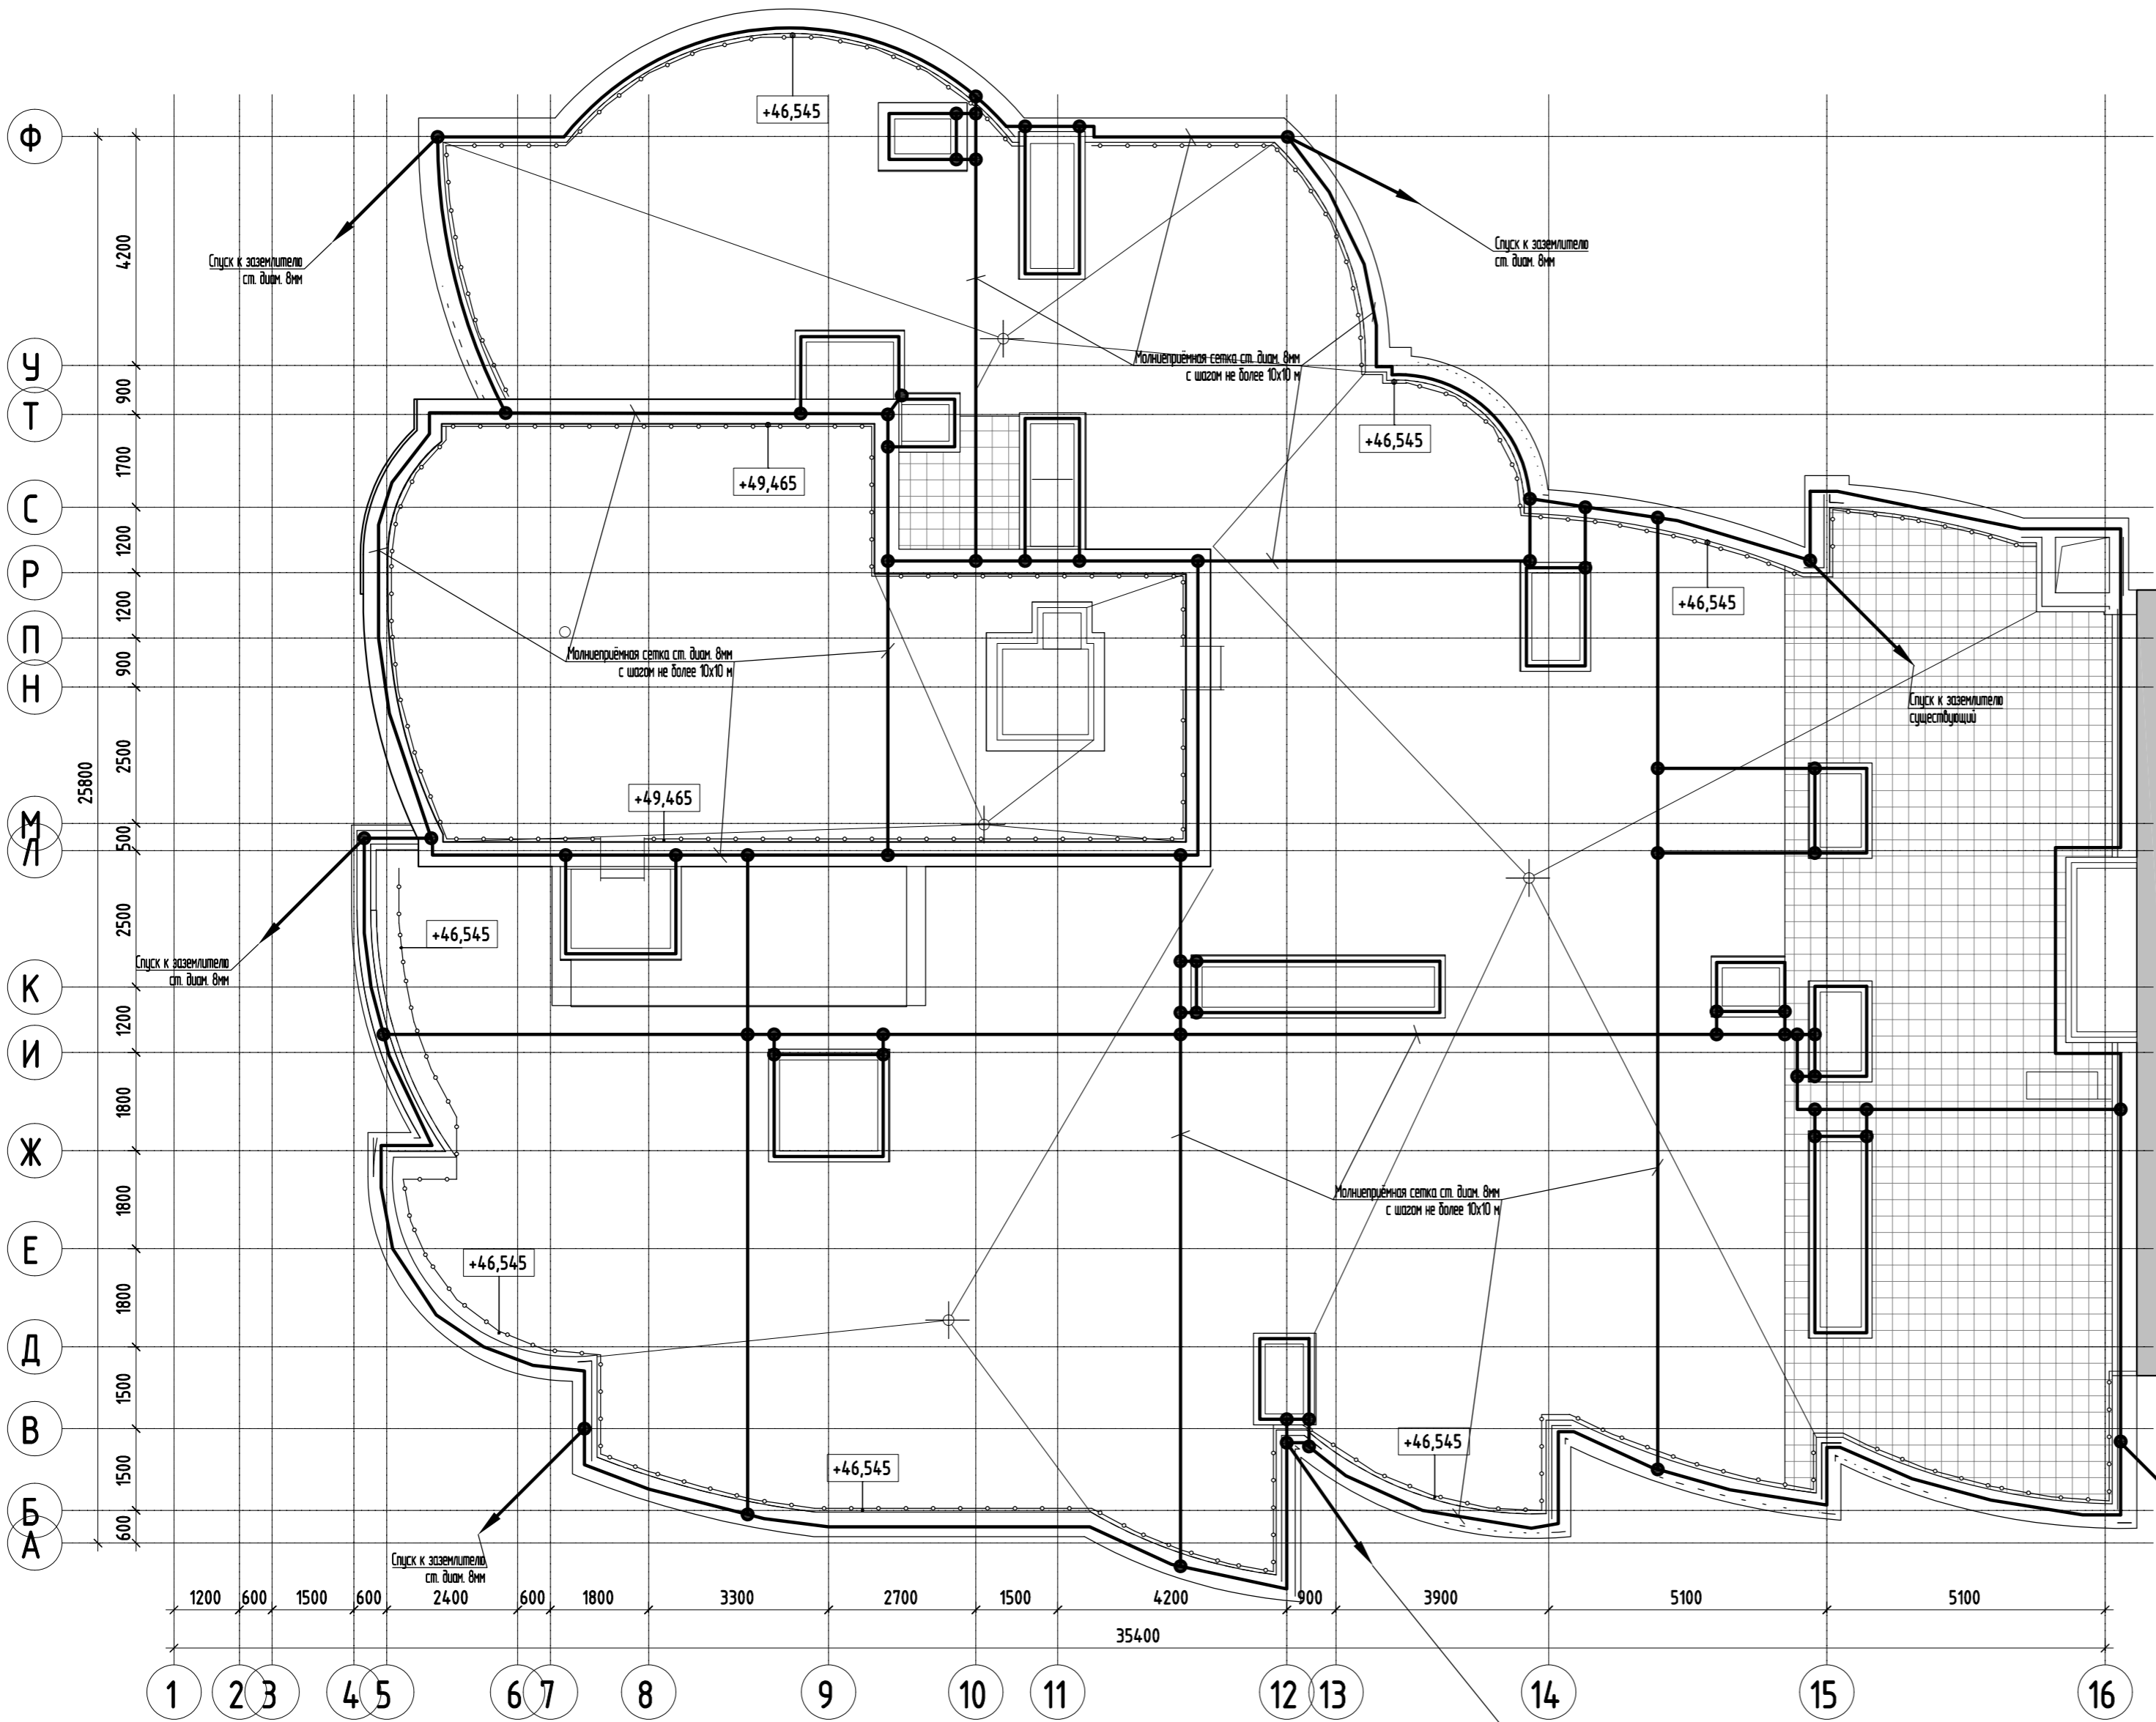 +46,545
Ф
4200
Спуск к заземлителю
ст. диам. 8мм
Спуск к заземлителю
ст. диам. 8мм
Молниеприёмная сетка ст. диам. 8мм
с шагом не более 10х10 м
У
900
Т
+46,545
1700
+49,465
С
1200
Р
+46,545
1200
П
Молниеприёмная сетка ст. диам. 8мм
с шагом не более 10х10 м
900
Н
Спуск к заземлителю
существующий
2500
25800
+49,465
М
500
Л
2500
+46,545
Спуск к заземлителю
ст. диам. 8мм
К
1200
И
1800
Ж
1800
Молниеприёмная сетка ст. диам. 8мм
с шагом не более 10х10 м
Е
+46,545
1800
Д
1500
В
+46,545
+46,545
1500
Б
600
А
Спуск к заземлителю
ст. диам. 8мм
1200 600 1500 600 2400 600 1800 3300 2700 1500 4200 900 3900 5100 5100
35400
1 2 3 4 5 6 7 8 9 10 11 12 13 14 15 16